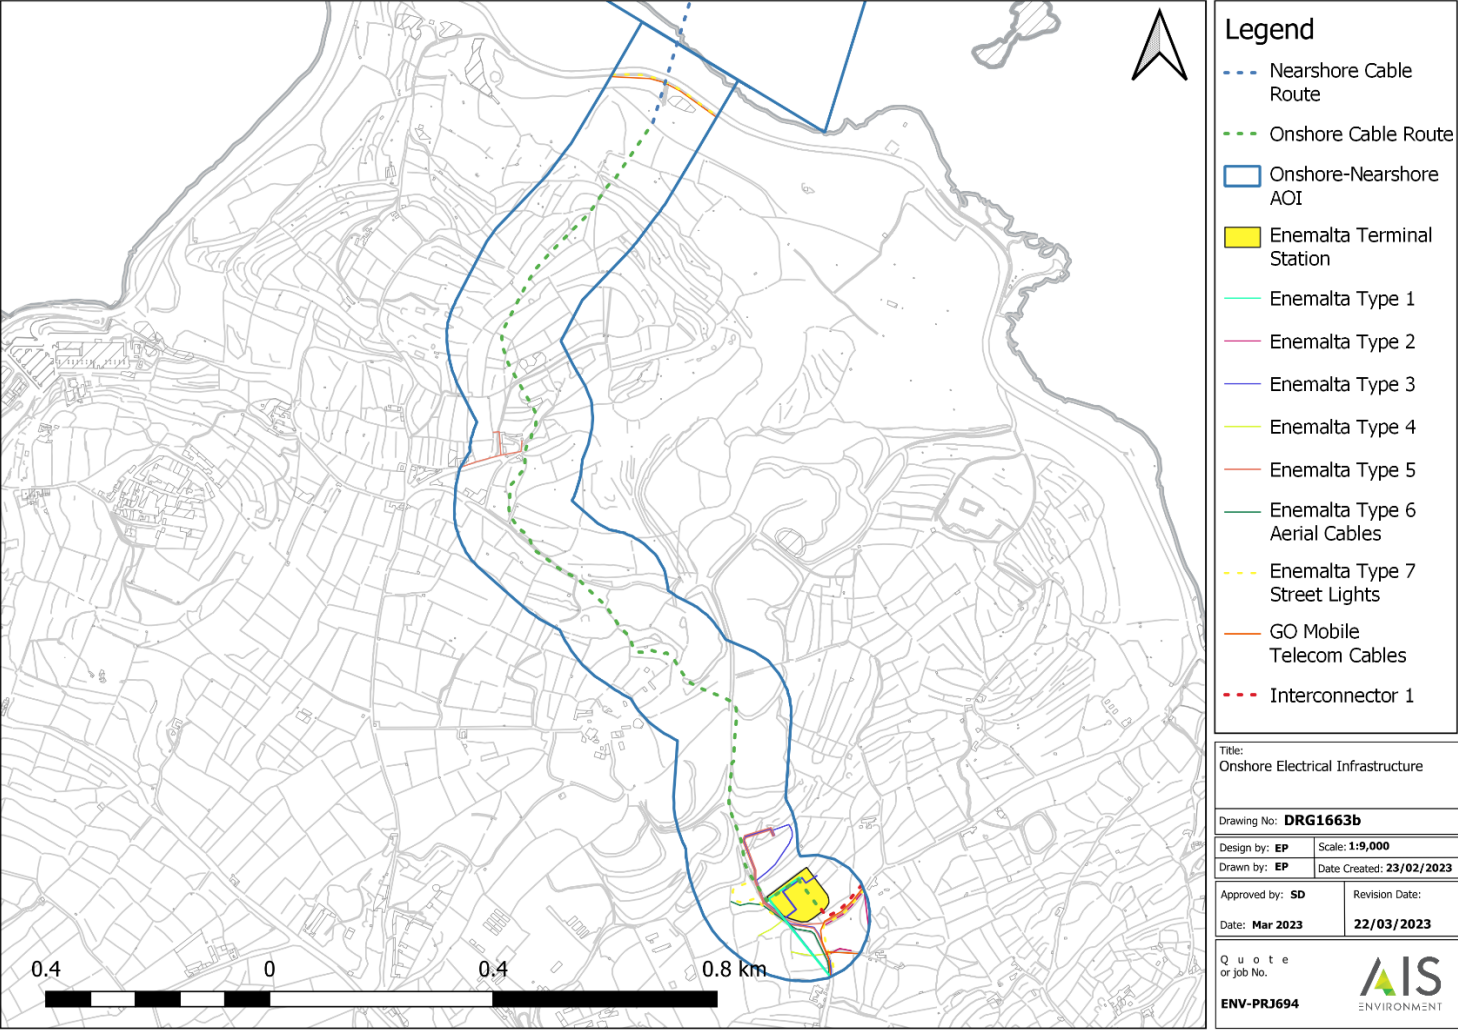 Legend
Nearshore Cable
Route
Onshore Cable Route
Onshore-Nearshore
AOI
Enemalta Terminal
Station
Enemalta Type 1
Enemalta Type 2
Enemalta Type 3
Enemalta Type 4
Enemalta Type 5
Enemalta Type 6
Aerial Cables
Enemalta Type 7
Street Lights
GO Mobile
Telecom Cables
Interconnector 1
Title:
Onshore Electrical Infrastructure
Drawing No: DRG1663b
Design by: EP
Scale: 1:9,000
Drawn by: EP
Date Created: 23/02/2023
Approved by: SD
Revision Date:
Date: Mar 2023
22/03/2023
Quote
or job No.
ENV-PRJ694
AIS
ENVIRONMENT
0.4 0 0.4 0.8 km